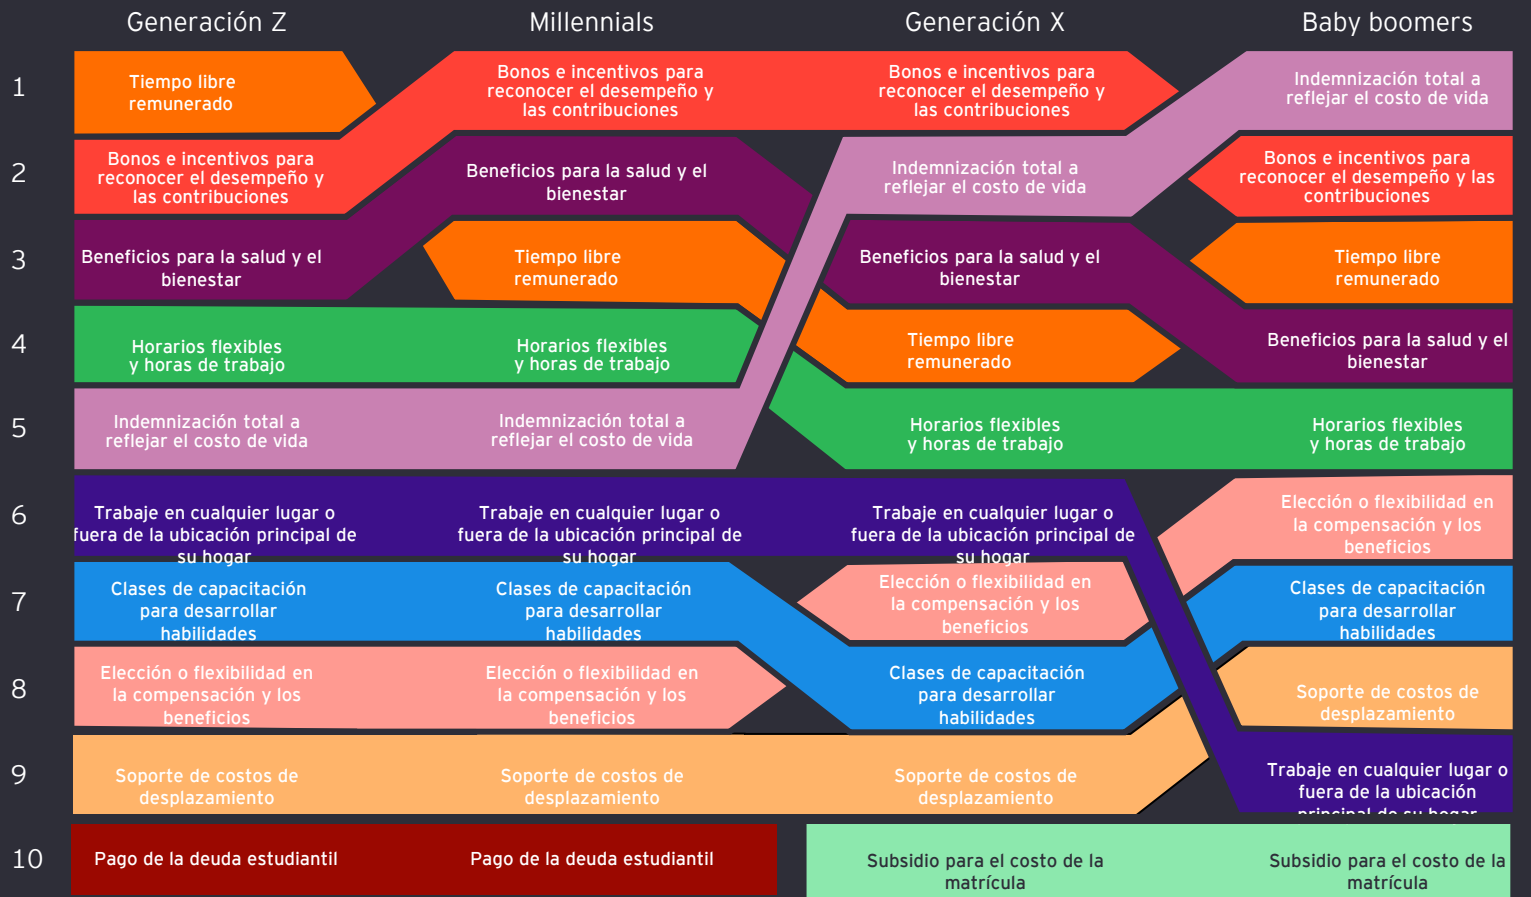 Generación Z
Millennials
Generación X
Baby boomers
1
Tiempo libre
remunerado
Bonos e incentivos para
reconocer el desempeño y
las contribuciones
Bonos e incentivos para
reconocer el desempeño y
las contribuciones
Indemnización total a
reflejar el costo de vida
2
Bonos e incentivos para
reconocer el desempeño y
las contribuciones
Beneficios para la salud y el
bienestar
Indemnización total a
reflejar el costo de vida
Bonos e incentivos para
reconocer el desempeño y las
contribuciones
3
Beneficios para la salud y el
bienestar
Tiempo libre
remunerado
Beneficios para la salud y el
bienestar
Tiempo libre
remunerado
4
Horarios flexibles
y horas de trabajo
Horarios flexibles
y horas de trabajo
Tiempo libre
remunerado
Beneficios para la salud y el
bienestar
5
Indemnización total a
reflejar el costo de vida
Indemnización total a
reflejar el costo de vida
Horarios flexibles
y horas de trabajo
Horarios flexibles
y horas de trabajo
6
Trabaje en cualquier lugar o
fuera de la ubicación principal de
su hogar
Trabaje en cualquier lugar o
fuera de la ubicación principal de
su hogar
Trabaje en cualquier lugar o
fuera de la ubicación principal de
su hogar
Elección o flexibilidad en
la compensación y los
beneficios
7
Clases de capacitación
para desarrollar
habilidades
Clases de capacitación
para desarrollar
habilidades
Elección o flexibilidad en
la compensación y los
beneficios
Clases de capacitación
para desarrollar
habilidades
8
Elección o flexibilidad en
la compensación y los
beneficios
Elección o flexibilidad en
la compensación y los
beneficios
Clases de capacitación
para desarrollar
habilidades
Soporte de costos de
desplazamiento
9
Soporte de costos de
desplazamiento
Soporte de costos de
desplazamiento
Soporte de costos de
desplazamiento
Trabaje en cualquier lugar o
fuera de la ubicación
principal de su hogar
10
Pago de la deuda estudiantil
Pago de la deuda estudiantil
Subsidio para el costo de la
matrícula
Subsidio para el costo de la
matrícula